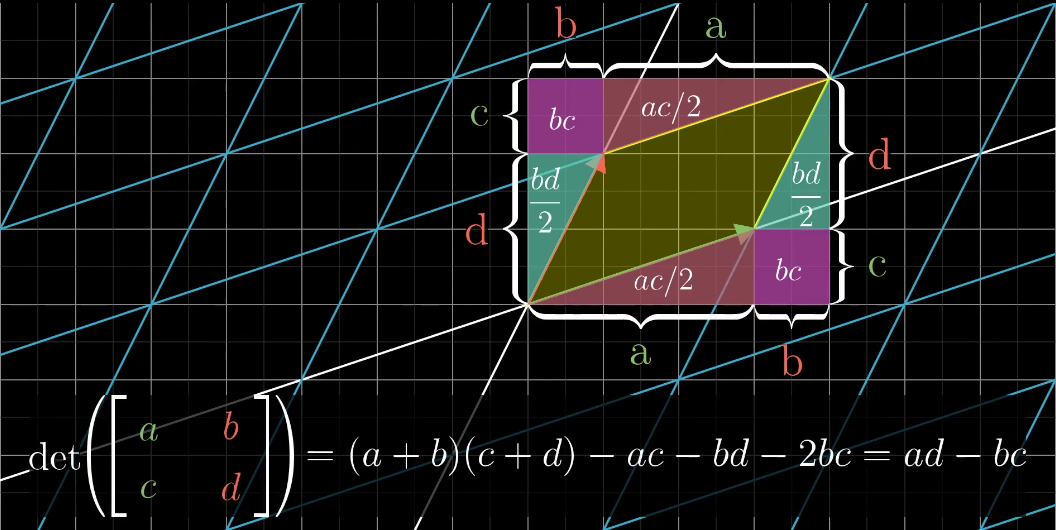 b a
c bc ac/2
d bd/2 bd/2 d
ac/2 bc c
a b
det([a b
c d]) = (a + b)(c + d) − ac − bd − 2bc = ad − bc